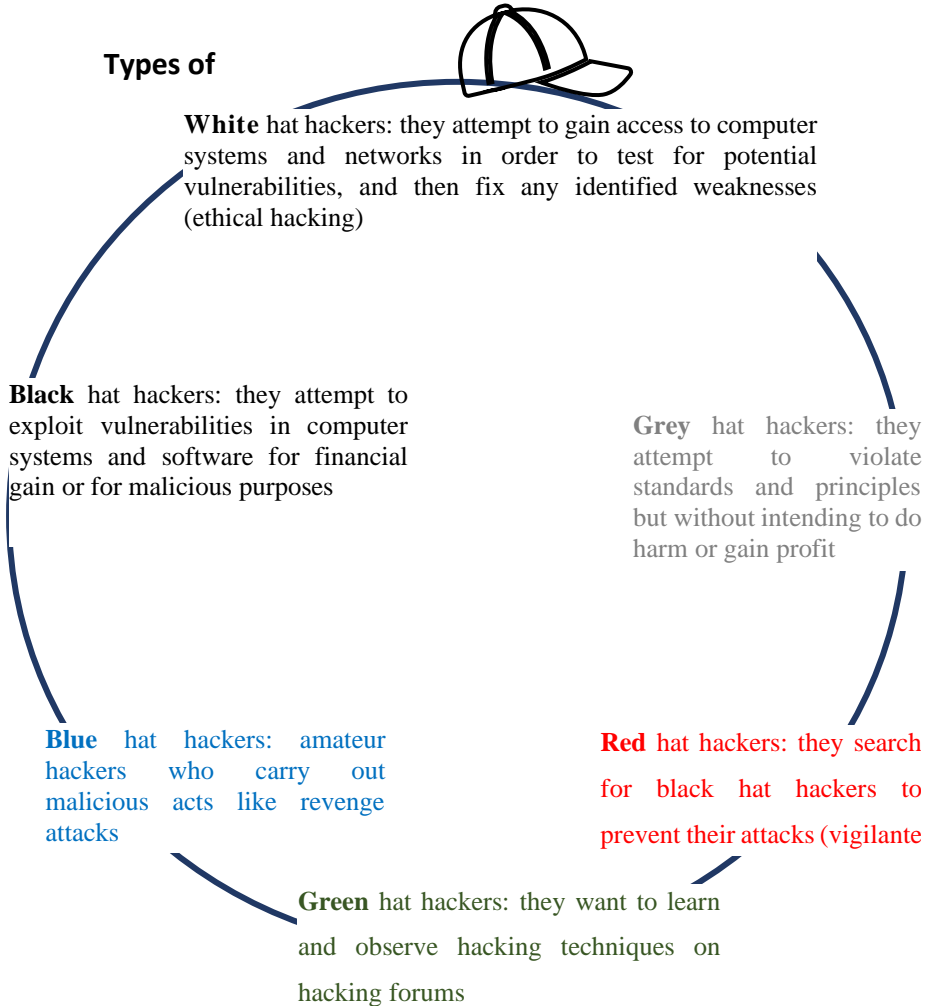 Types of
White hat hackers: they attempt to gain access to computer
systems and networks in order to test for potential
vulnerabilities, and then fix any identified weaknesses
(ethical hacking)
Black hat hackers: they attempt to
exploit vulnerabilities in computer
systems and software for financial
gain or for malicious purposes
Grey hat hackers: they
attempt to violate
standards and principles
but without intending to do
harm or gain profit
Blue hat hackers: amateur
hackers who carry out
malicious acts like revenge
attacks
Red hat hackers: they search
for black hat hackers to
prevent their attacks (vigilante
Green hat hackers: they want to learn
and observe hacking techniques on
hacking forums